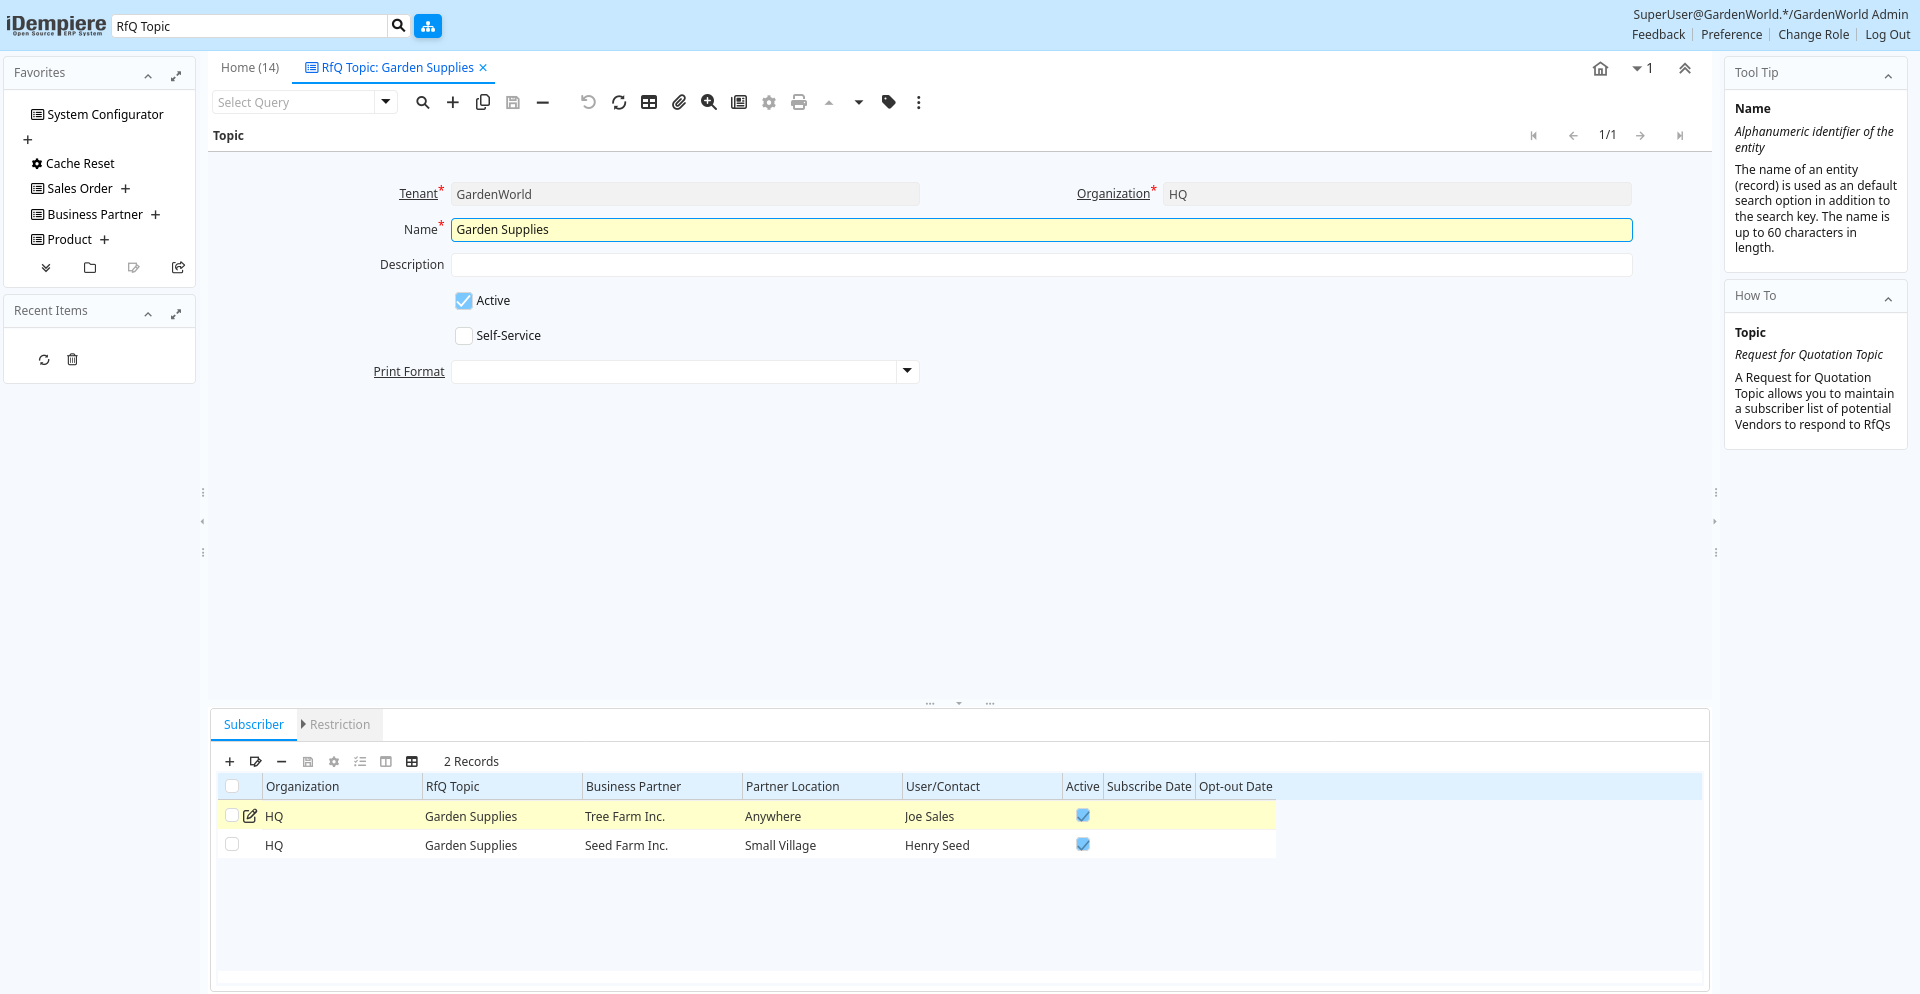 iDempiere
Open Source ERP System
RfQ Topic
SuperUser@GardenWorld.*/GardenWorld Admin
Feedback
Preference
Change Role
Log Out
Favorites
System Configurator
Cache Reset
Sales Order
Business Partner
Product
Recent Items
Home (14)
RfQ Topic: Garden Supplies
1
Select Query
Topic
1/1
Tenant*
GardenWorld
Organization*
HQ
Name*
Garden Supplies
Description
Active
Self-Service
Print Format
Subscriber
Restriction
2 Records
Organization RfQ Topic Business Partner Partner Location User/Contact Active Subscribe Date Opt-out Date
HQ Garden Supplies Tree Farm Inc. Anywhere Joe Sales
HQ Garden Supplies Seed Farm Inc. Small Village Henry Seed
Tool Tip
Name
Alphanumeric identifier of the
entity
The name of an entity
(record) is used as an default
search option in addition to
the search key. The name is
up to 60 characters in
length.
How To
Topic
Request for Quotation Topic
A Request for Quotation
Topic allows you to maintain
a subscriber list of potential
Vendors to respond to RfQs